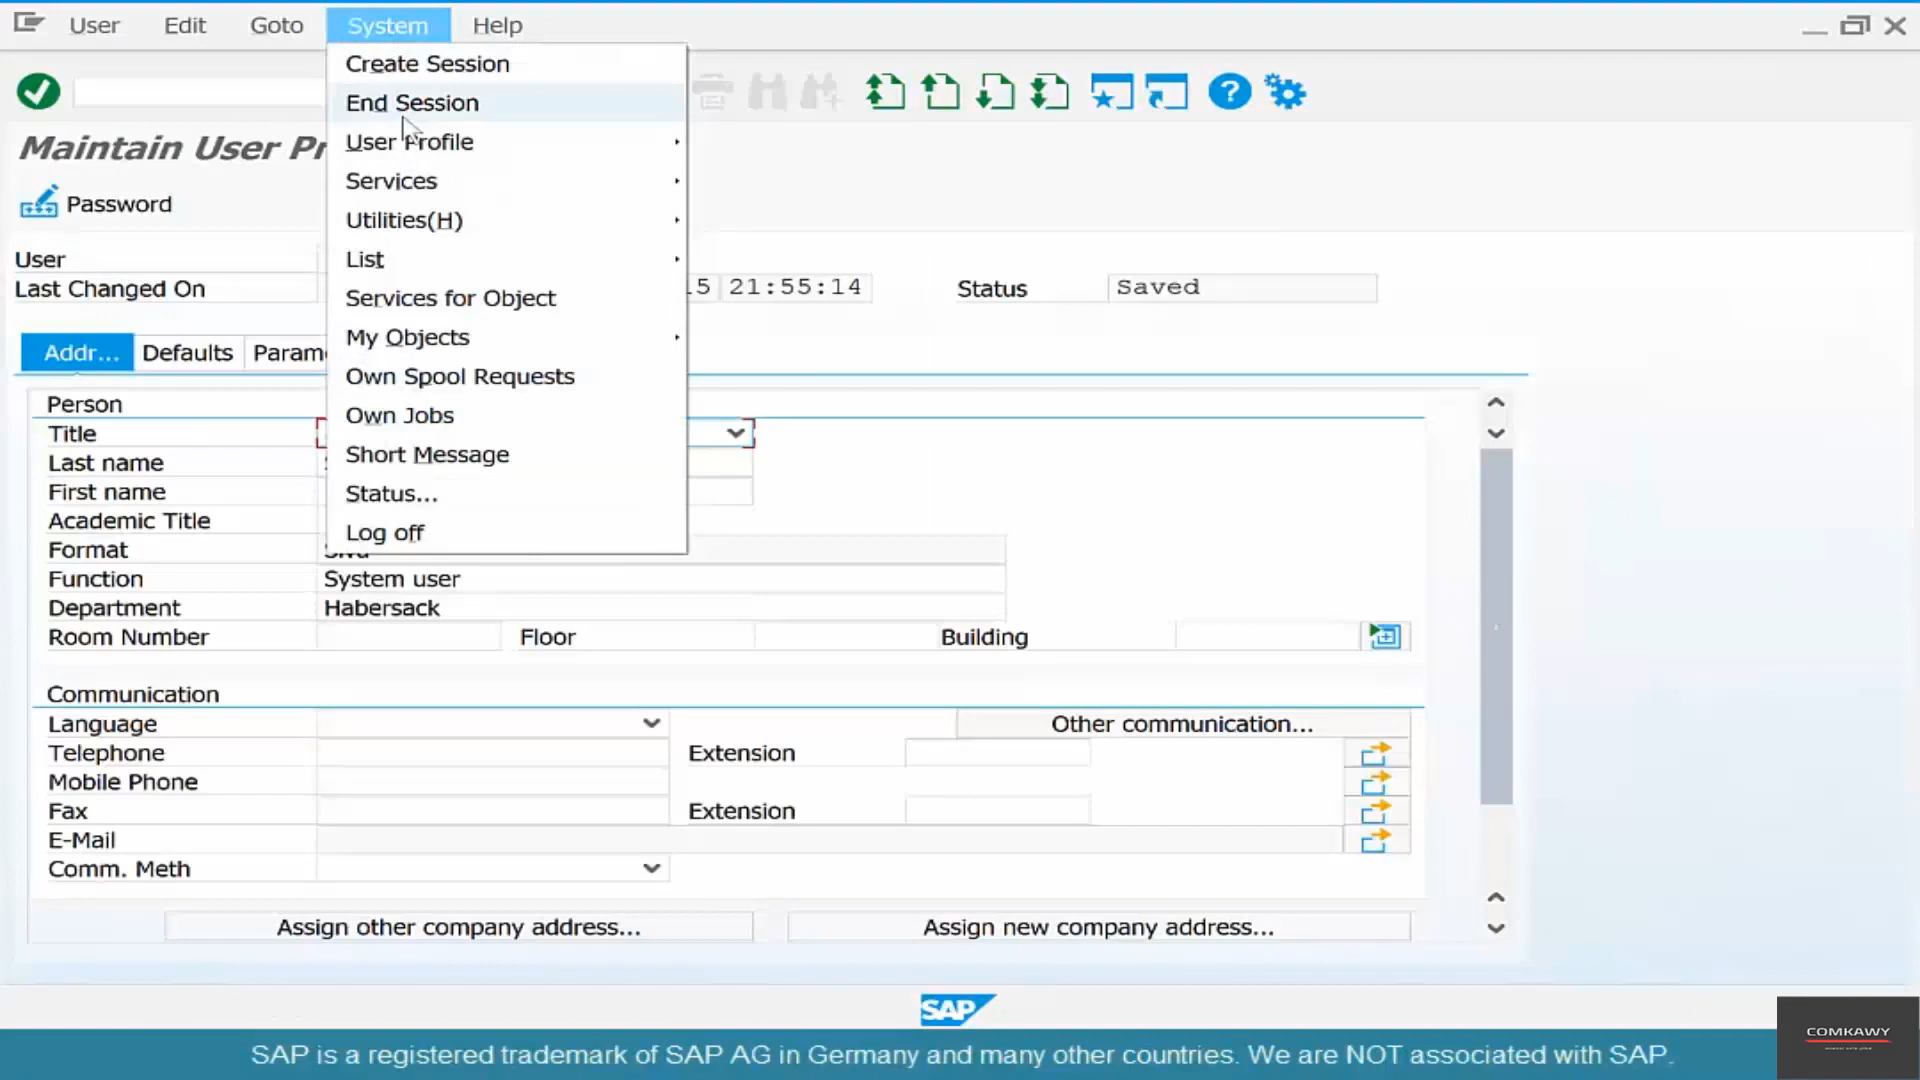 User Edit Goto System Help
Create Session
End Session
Maintain User Pr
User Profile
Services
Password
Utilities(H)
User
List
Last Changed On 15 21:55:14 Status Saved
Services for Object
My Objects
Addr... Defaults Param
Own Spool Requests
Person
Own Jobs
Title
Short Message
Last name
First name
Status...
Academic Title
Log off
Format
Function System user
Department Habersack
Room Number Floor Building
Communication
Language Other communication...
Telephone Extension
Mobile Phone
Fax Extension
E-Mail
Comm. Meth
Assign other company address... Assign new company address...
SAP
COMKAWY
SAP is a registered trademark of SAP AG in Germany and many other countries. We are NOT associated with SAP.